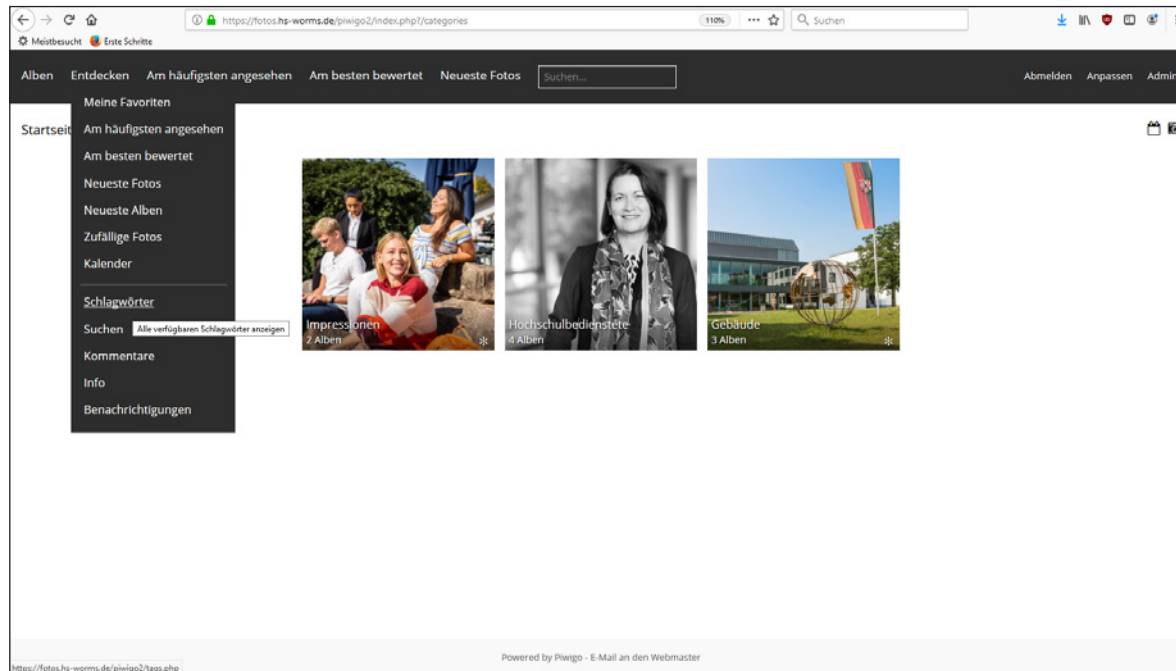 https://fotos.hs-worms.de/piwigo2/index.php?/categories 110% Suchen
Meistbesucht Erste Schritte
Alben Entdecken Am häufigsten angesehen Am besten bewertet Neueste Fotos Suchen... Abmelden Anpassen Admin
Meine Favoriten
Startseit
Am häufigsten angesehen
Am besten bewertet
Neueste Fotos
Neueste Alben
Zufällige Fotos
Kalender
Schlagwörter
Suchen Alle verfügbaren Schlagwörter anzeigen
Kommentare
Info
Benachrichtigungen
Impressionen
2 Alben
Hochschulbedienstete
4 Alben
Gebäude
3 Alben
Powered by Piwigo - E-Mail an den Webmaster
https://fotos.hs-worms.de/piwigo2/tags.php